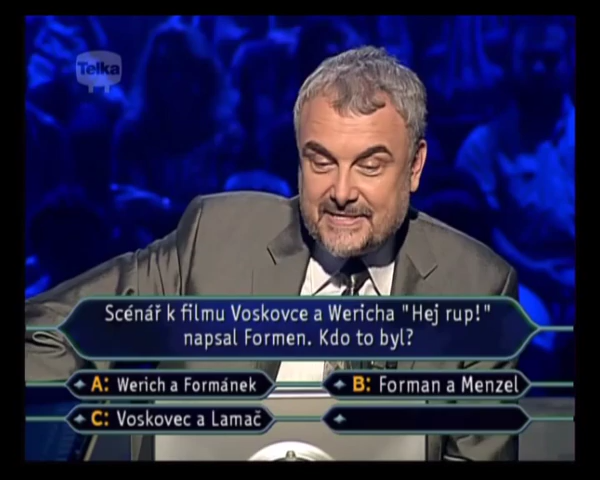 Telka
Scénář k filmu Voskovce a Wericha "Hej rup!"
napsal Formen. Kdo to byl?
A: Werich a Formánek
B: Forman a Menzel
C: Voskovec a Lamač